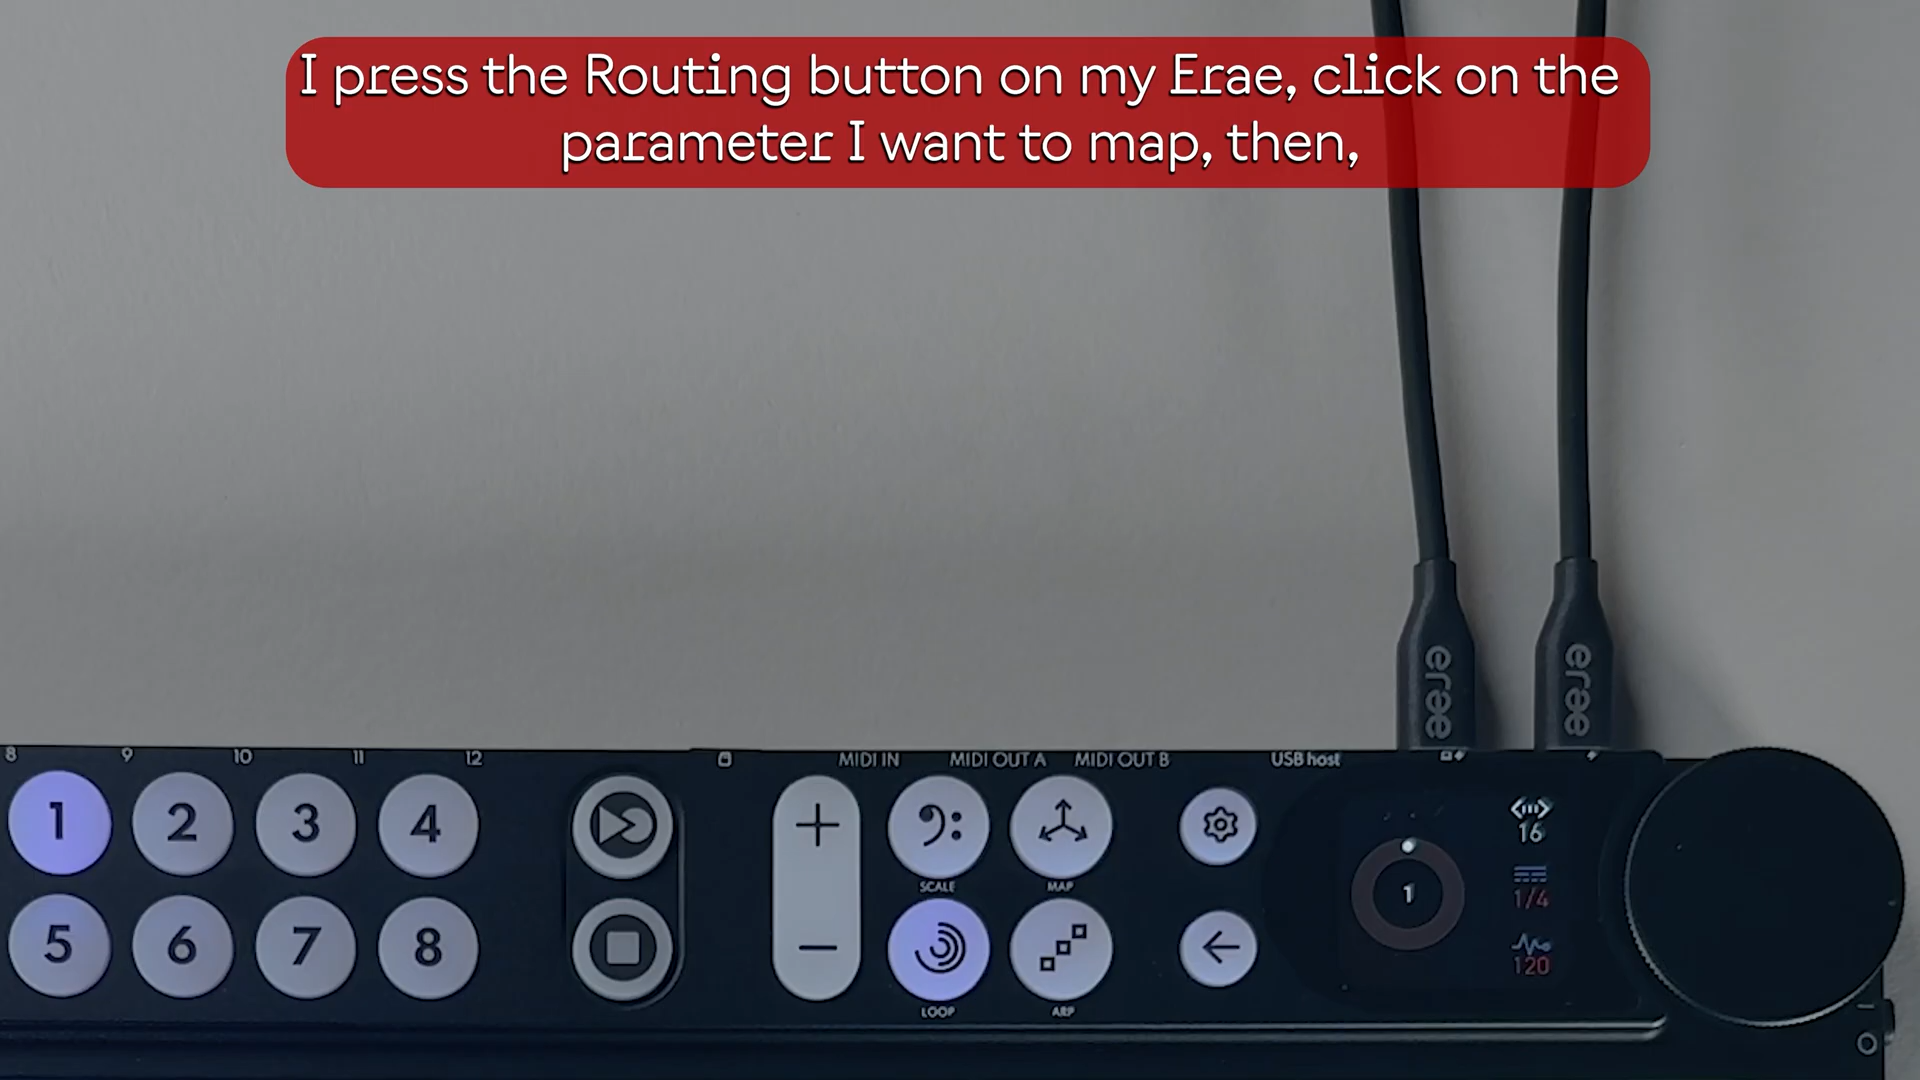 I press the Routing button on my Erae, click on the
parameter I want to map, then,
erae
erae
8 9 10 11 12
MIDI IN MIDI OUT A MIDI OUT B USB host
1 2 3 4
SCALE MAP
16
1
1/4
5 6 7 8
120
LOOP ARP